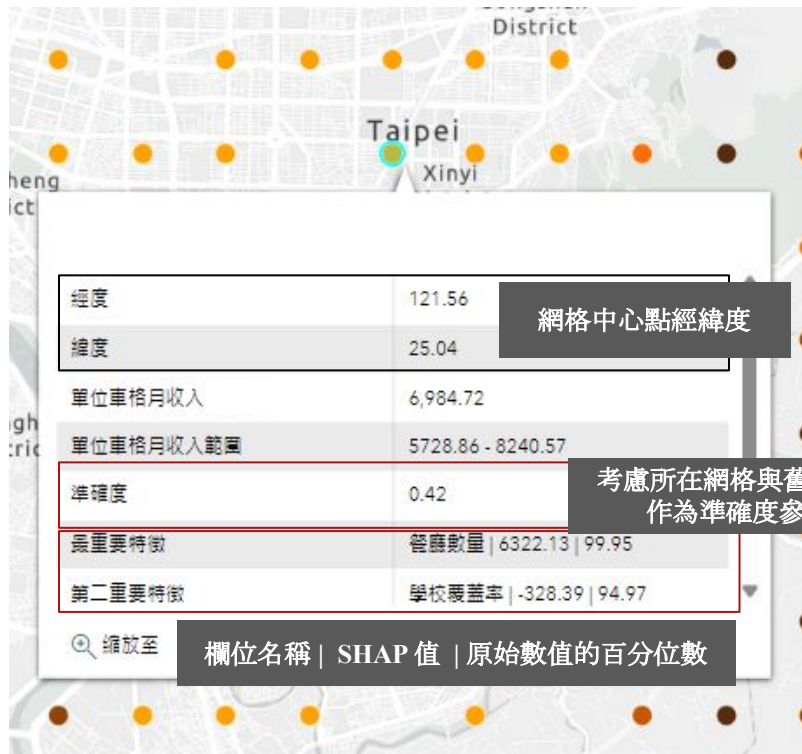 District
Taipei
Xinyi
heng
ict
經度 121.56
網格中心點經緯度
緯度 25.04
單位車格月收入 6,984.72
單位車格月收入範圍 5728.86 - 8240.57
準確度 0.42
考慮所在網格與舊
作為準確度參
最重要特徵 餐廳數量 | 6322.13 | 99.95
第二重要特徵 學校覆蓋率 | -328.39 | 94.97
缩放至
欄位名稱 | SHAP 值 | 原始數值的百分位數